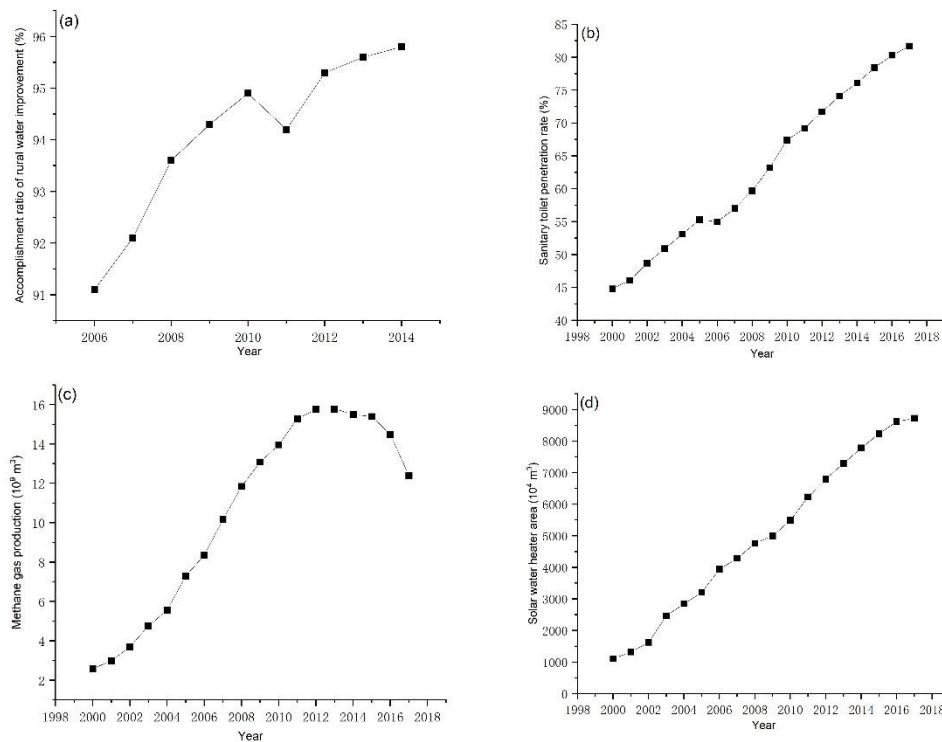 (a)
Accomplishment ratio of rural water improvement (%)
96
95
94
93
92
91
2006 2008 2010 2012 2014
Year
(b)
Sanitary toilet penetration rate (%)
85
80
75
70
65
60
55
50
45
40
1998 2000 2002 2004 2006 2008 2010 2012 2014 2016 2018
Year
(c)
Methane gas production (10⁹ m³)
16
14
12
10
8
6
4
2
1998 2000 2002 2004 2006 2008 2010 2012 2014 2016 2018
Year
(d)
Solar water heater area (10⁴ m³)
9000
8000
7000
6000
5000
4000
3000
2000
1000
0
1998 2000 2002 2004 2006 2008 2010 2012 2014 2016 2018
Year